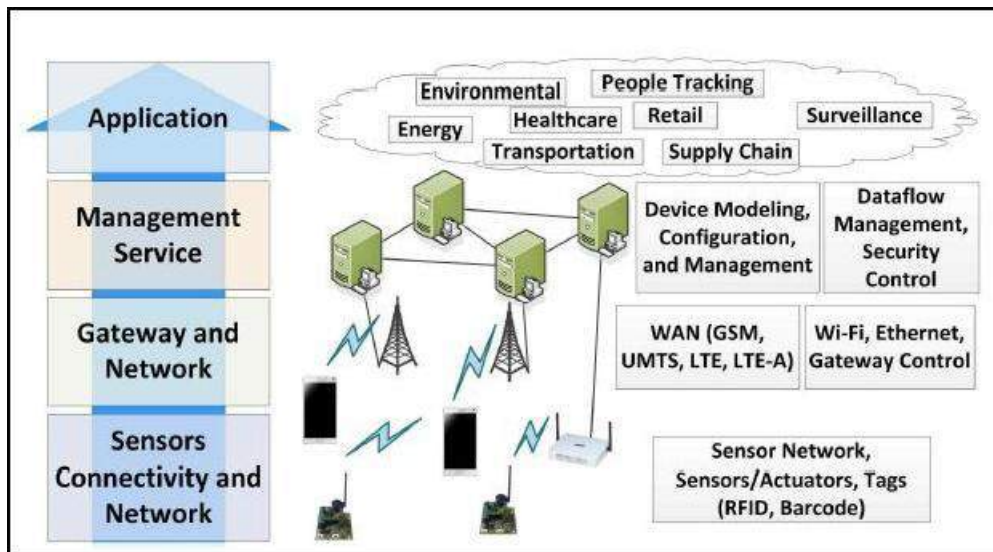 Application
Environmental
People Tracking
Energy
Healthcare
Retail
Surveillance
Transportation
Supply Chain
Management
Service
Device Modeling,
Configuration,
and Management
Dataflow
Management,
Security
Control
Gateway and
Network
WAN (GSM,
UMTS, LTE, LTE-A)
Wi-Fi, Ethernet,
Gateway Control
Sensors
Connectivity and
Network
Sensor Network,
Sensors/Actuators, Tags
(RFID, Barcode)